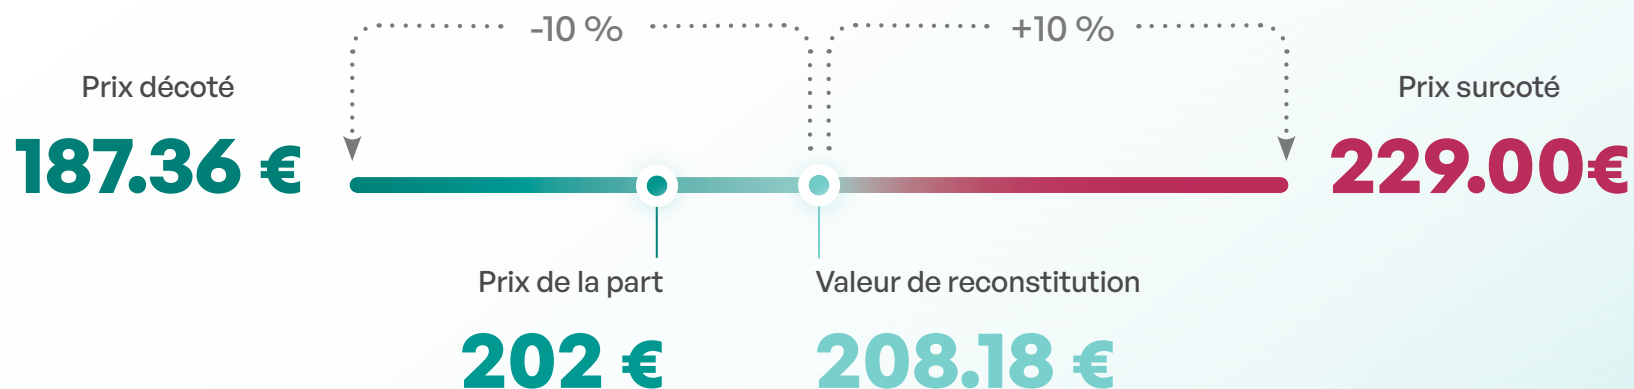 -10 %
+10 %
Prix décoté
Prix surcoté
187.36 €
229.00€
Prix de la part
Valeur de reconstitution
202 €
208.18 €